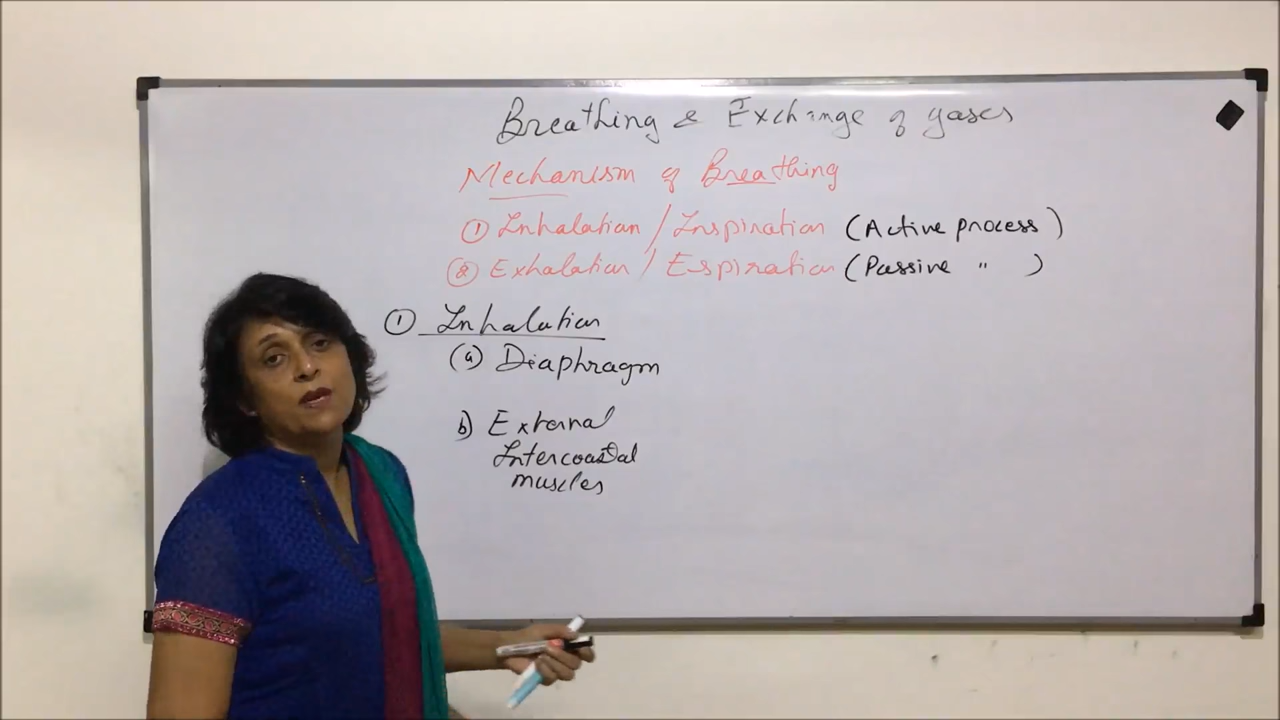 Breathing & Exchange of gases
Mechanism of Breathing
① Inhalation / Inspiration (Active process)
② Exhalation / Espiration (Passive " )
① Inhalation
(a) Diaphragm
b) External
Intercoastal
muscles